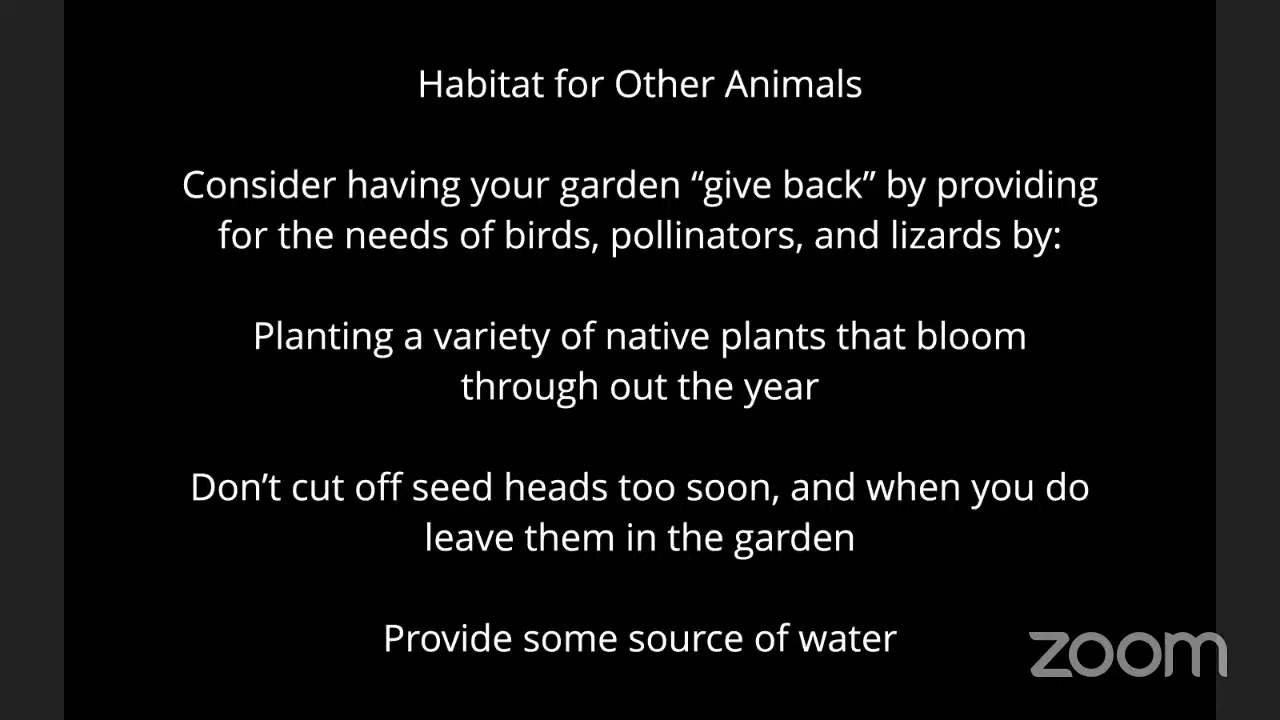 Habitat for Other Animals
Consider having your garden “give back” by providing
for the needs of birds, pollinators, and lizards by:
Planting a variety of native plants that bloom
through out the year
Don’t cut off seed heads too soon, and when you do
leave them in the garden
Provide some source of water
zoom